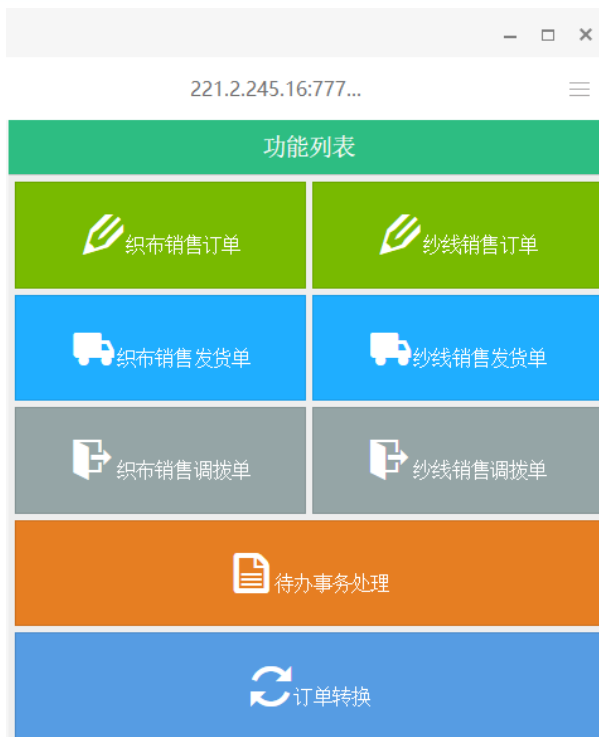 221.2.245.16:777...
功能列表
织布销售订单
纱线销售订单
织布销售发货单
纱线销售发货单
织布销售调拨单
纱线销售调拨单
待办事务处理
订单转换